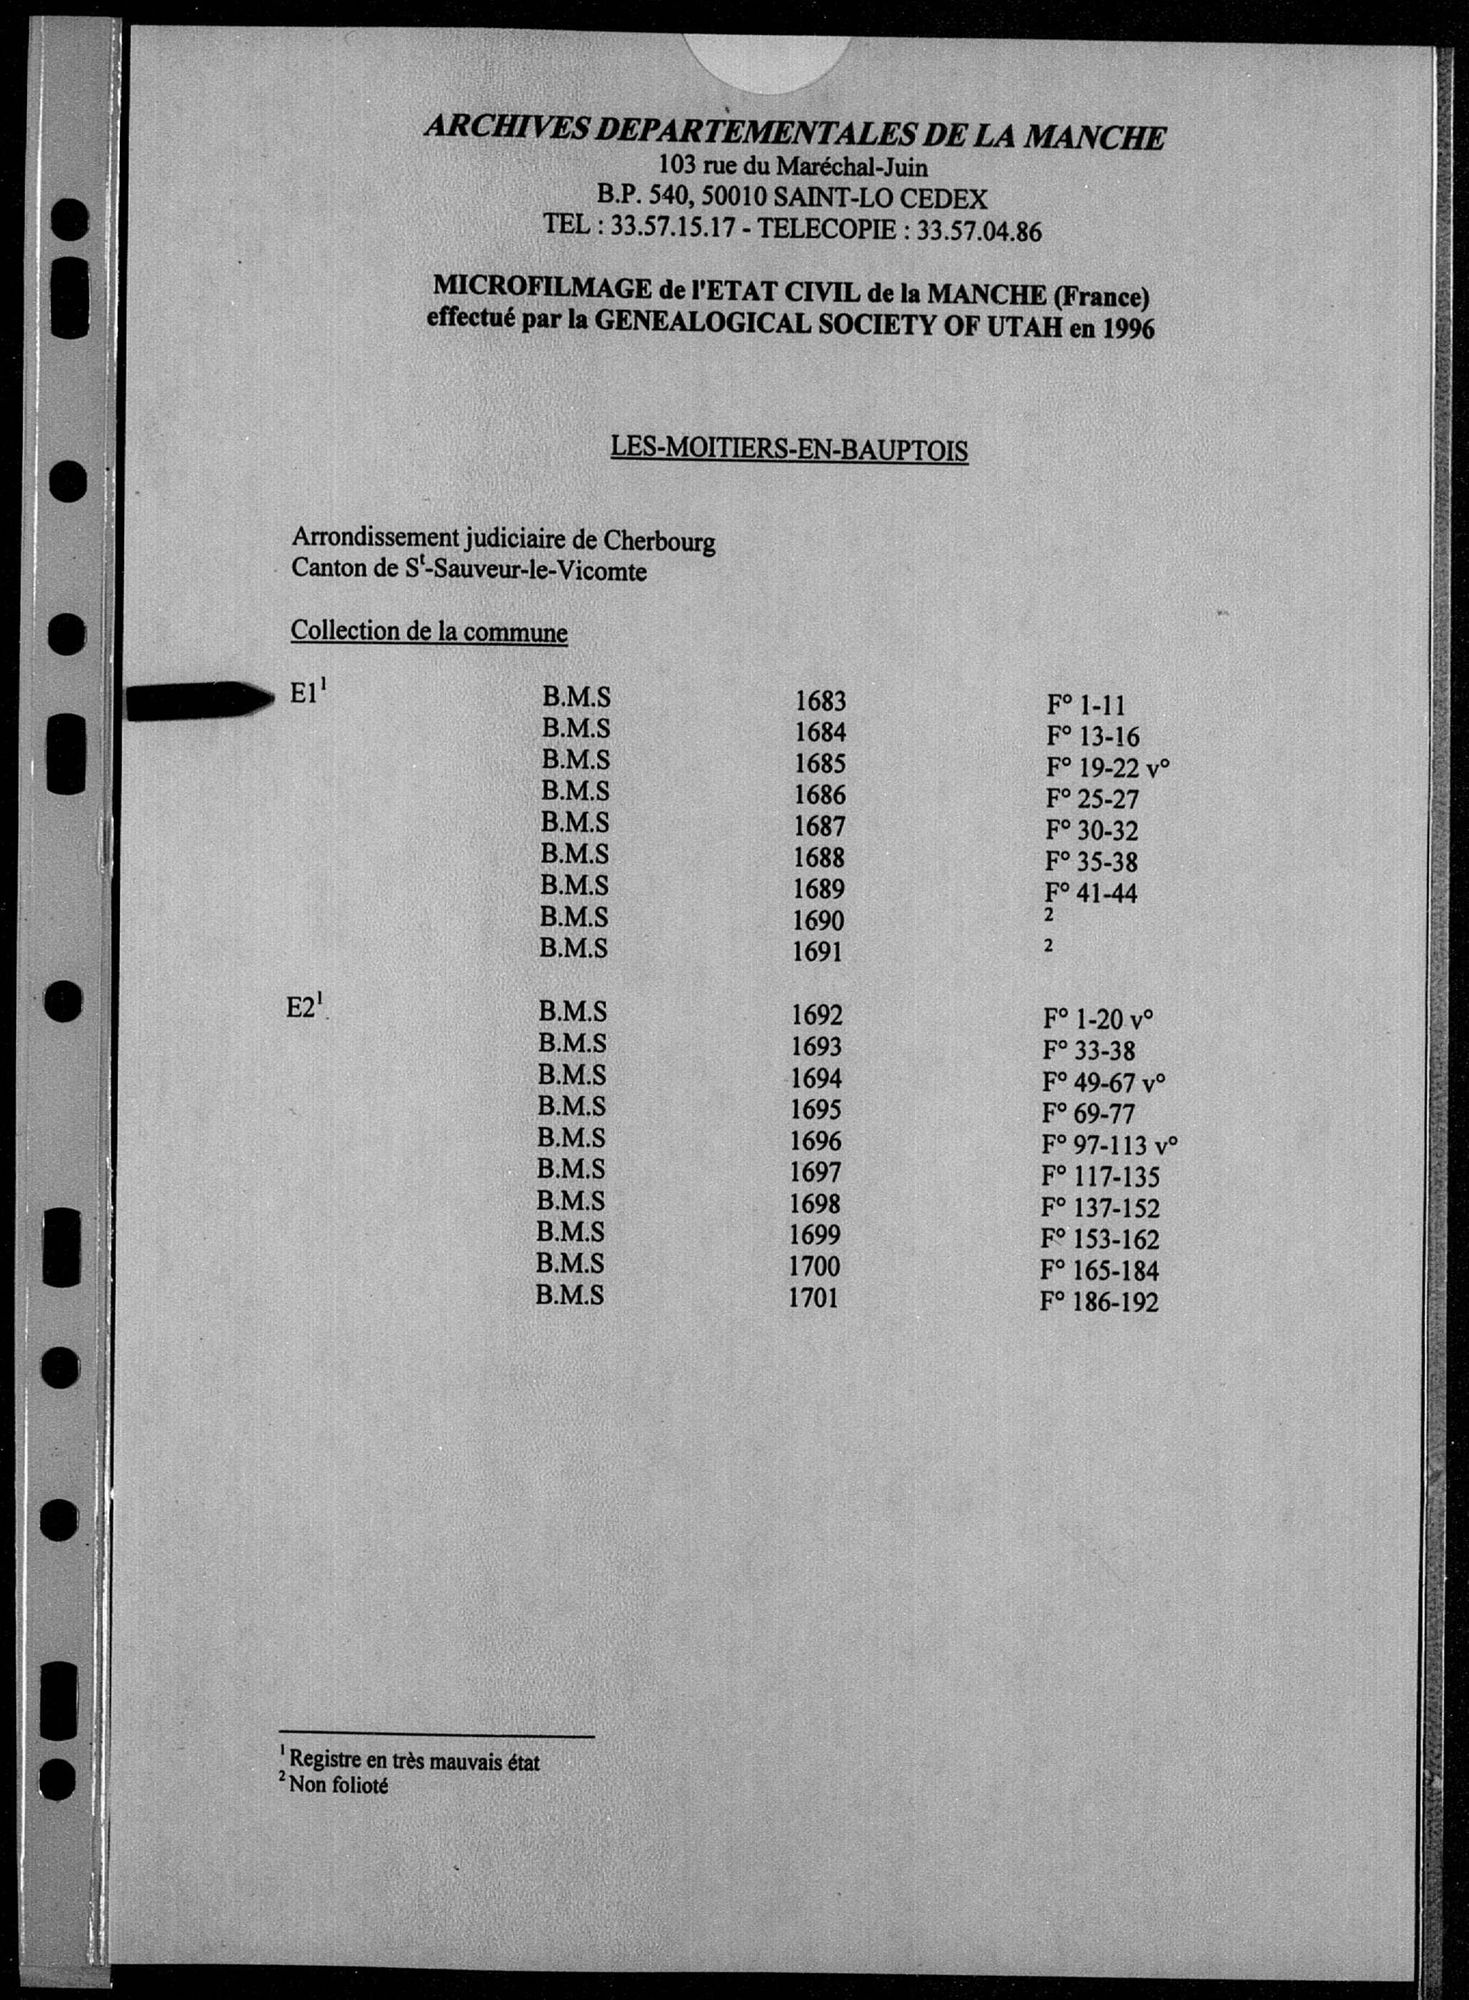 ARCHIVES DEPARTEMENTALES DE LA MANCHE
103 rue du Maréchal-Juin
B.P. 540, 50010 SAINT-LO CEDEX
TEL : 33.57.15.17 - TELECOPIE : 33.57.04.86
MICROFILMAGE de l'ETAT CIVIL de la MANCHE (France)
effectué par la GENEALOGICAL SOCIETY OF UTAH en 1996
LES-MOITIERS-EN-BAUPTOIS
Arrondissement judiciaire de Cherbourg
Canton de Sᵗ-Sauveur-le-Vicomte
Collection de la commune
E1¹ B.M.S 1683 F° 1-11
B.M.S 1684 F° 13-16
B.M.S 1685 F° 19-22 v°
B.M.S 1686 F° 25-27
B.M.S 1687 F° 30-32
B.M.S 1688 F° 35-38
B.M.S 1689 F° 41-44
B.M.S 1690 ²
B.M.S 1691 ²
E2¹ B.M.S 1692 F° 1-20 v°
B.M.S 1693 F° 33-38
B.M.S 1694 F° 49-67 v°
B.M.S 1695 F° 69-77
B.M.S 1696 F° 97-113 v°
B.M.S 1697 F° 117-135
B.M.S 1698 F° 137-152
B.M.S 1699 F° 153-162
B.M.S 1700 F° 165-184
B.M.S 1701 F° 186-192
¹ Registre en très mauvais état
² Non folioté